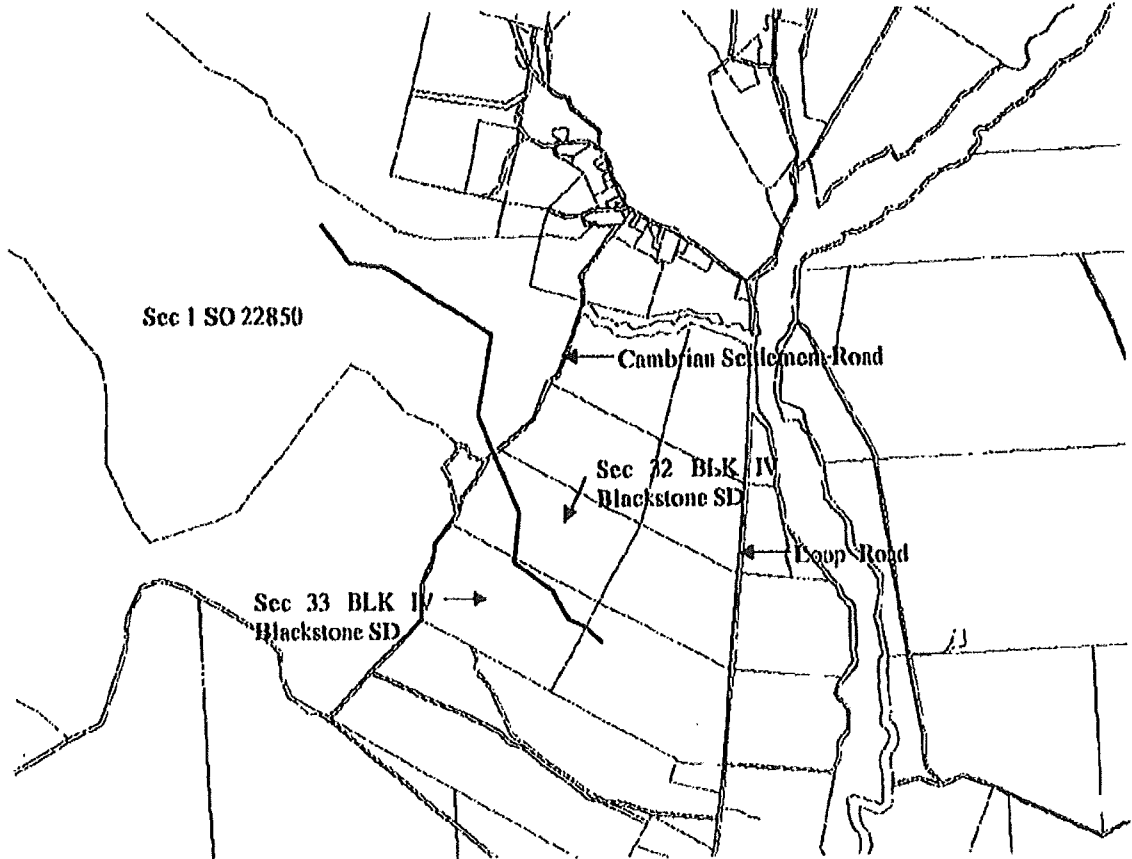 Sec 1 SO 22850
Cambrian Settlement Road
Sec 32 BLK IV
Blackstone SD
Loop Road
Sec 33 BLK IV
Blackstone SD